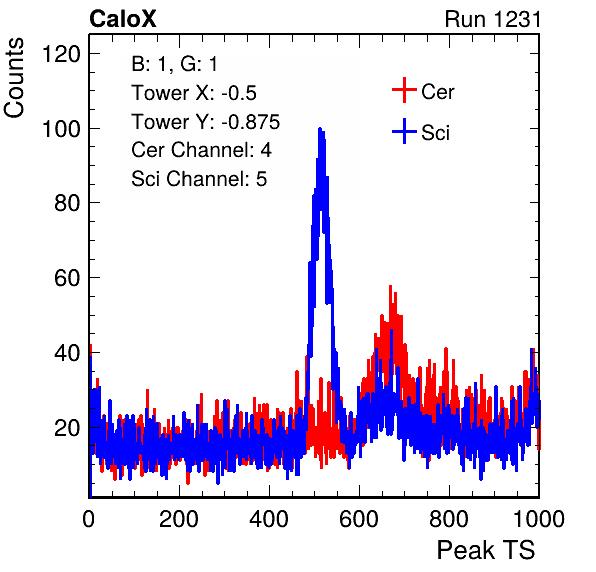 CaloX Run 1231
Counts
120
100
80
60
40
20
B: 1, G: 1
Tower X: -0.5
Tower Y: -0.875
Cer Channel: 4
Sci Channel: 5
Cer
Sci
0 200 400 600 800 1000
Peak TS